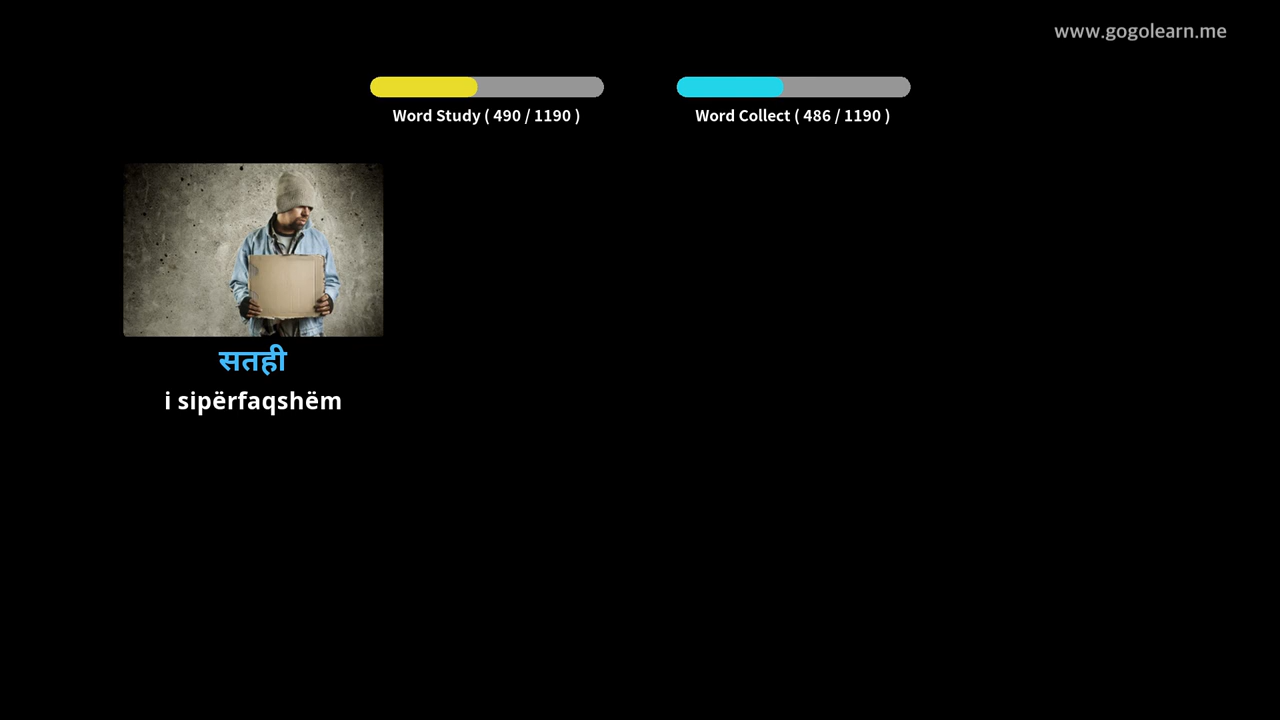 www.gogolearn.me
Word Study ( 490 / 1190 )
Word Collect ( 486 / 1190 )
सतही
i sipërfaqshëm